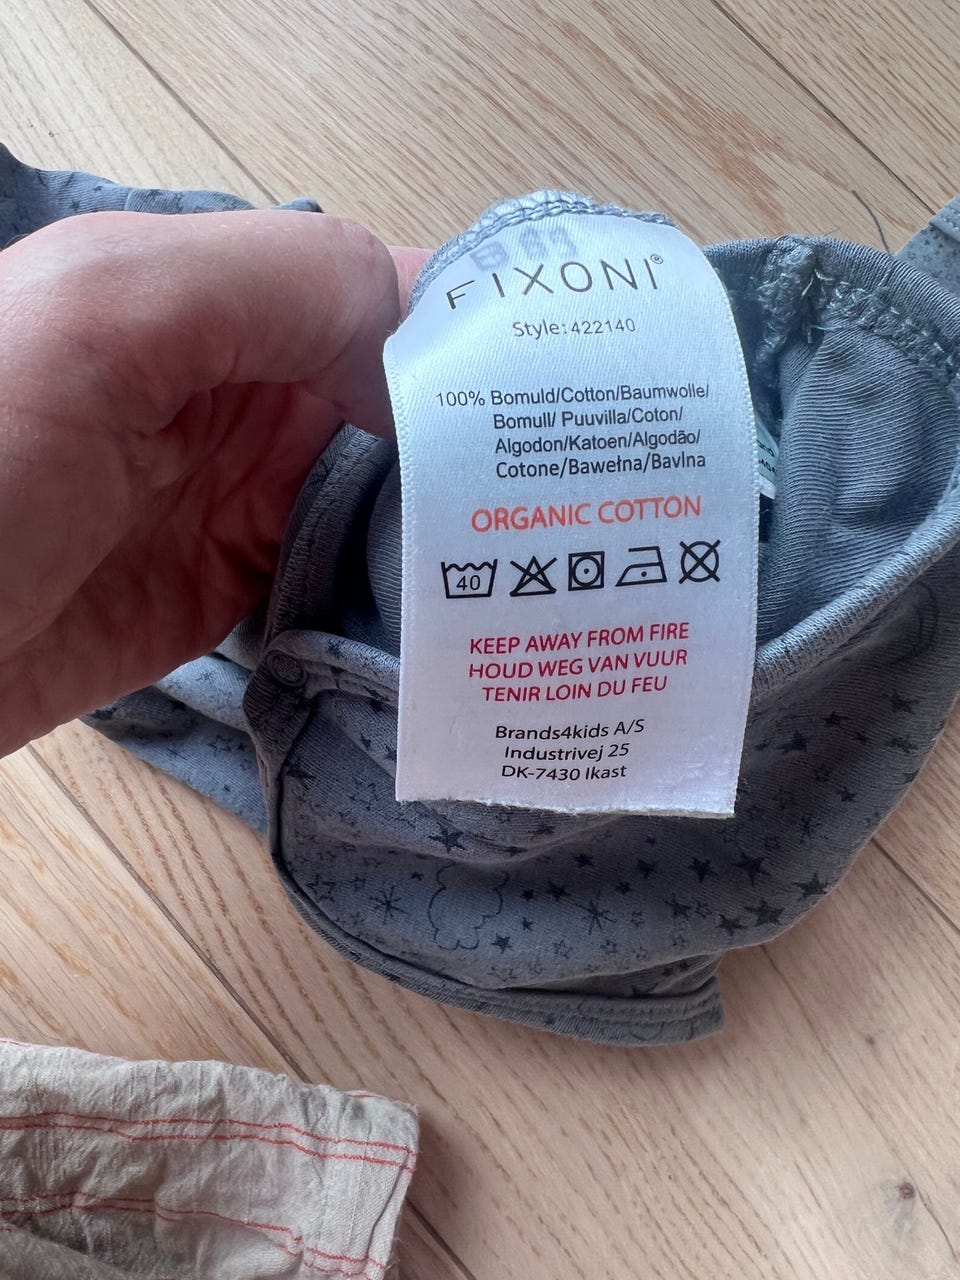 FIXONI®
Style: 422140
100% Bomuld/Cotton/Baumwolle/
Bomull/ Puuvilla/Coton/
Algodon/Katoen/Algodão/
Cotone/Bawełna/Bavlna
ORGANIC COTTON
40
KEEP AWAY FROM FIRE
HOUD WEG VAN VUUR
TENIR LOIN DU FEU
Brands4kids A/S
Industrivej 25
DK-7430 Ikast